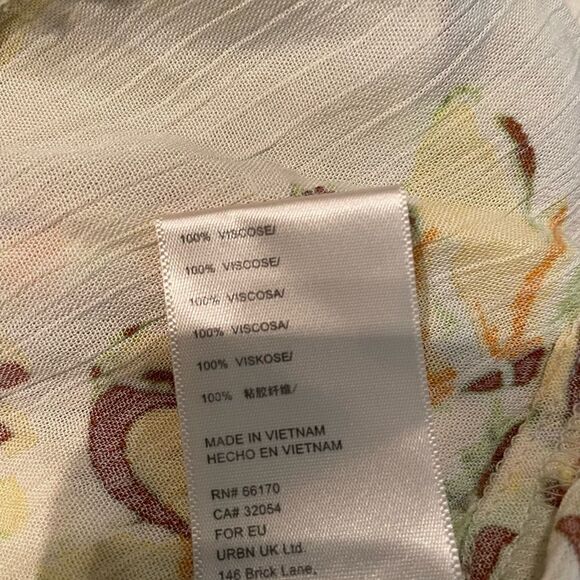 100% VISCOSE/
100% VISCOSE/
100% VISCOSA/
100% VISCOSA/
100% VISKOSE/
100% 粘胶纤维/
MADE IN VIETNAM
HECHO EN VIETNAM
RN# 66170
CA# 32054
FOR EU
URBN UK Ltd.
146 Brick Lane,